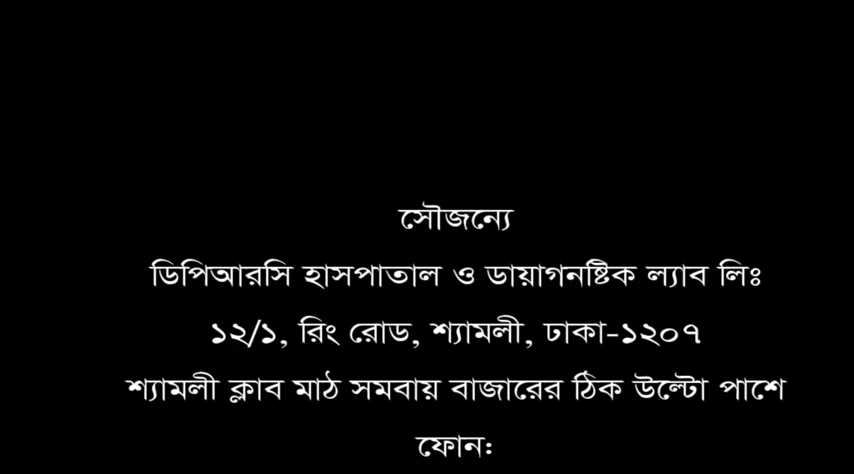 সৌজন্যে
ডিপিআরসি হাসপাতাল ও ডায়াগনষ্টিক ল্যাব লিঃ
১২/১, রিং রোড, শ্যামলী, ঢাকা-১২০৭
শ্যামলী ক্লাব মাঠ সমবায় বাজারের ঠিক উল্টো পাশে
ফোন: